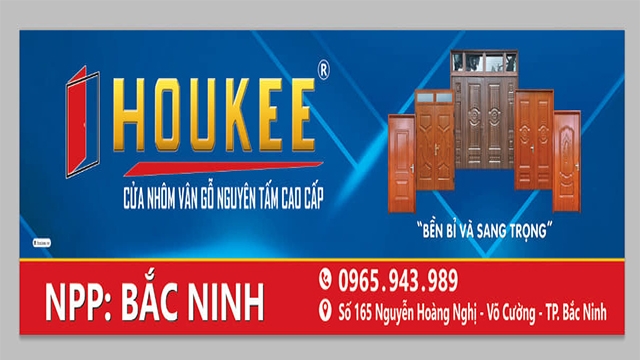 HOUKEE®
CỬA NHÔM VÂN GỖ NGUYÊN TẤM CAO CẤP
“BỀN BỈ VÀ SANG TRỌNG”
NPP: BẮC NINH
0965.943.989
Số 165 Nguyễn Hoàng Nghị - Võ Cường - TP. Bắc Ninh